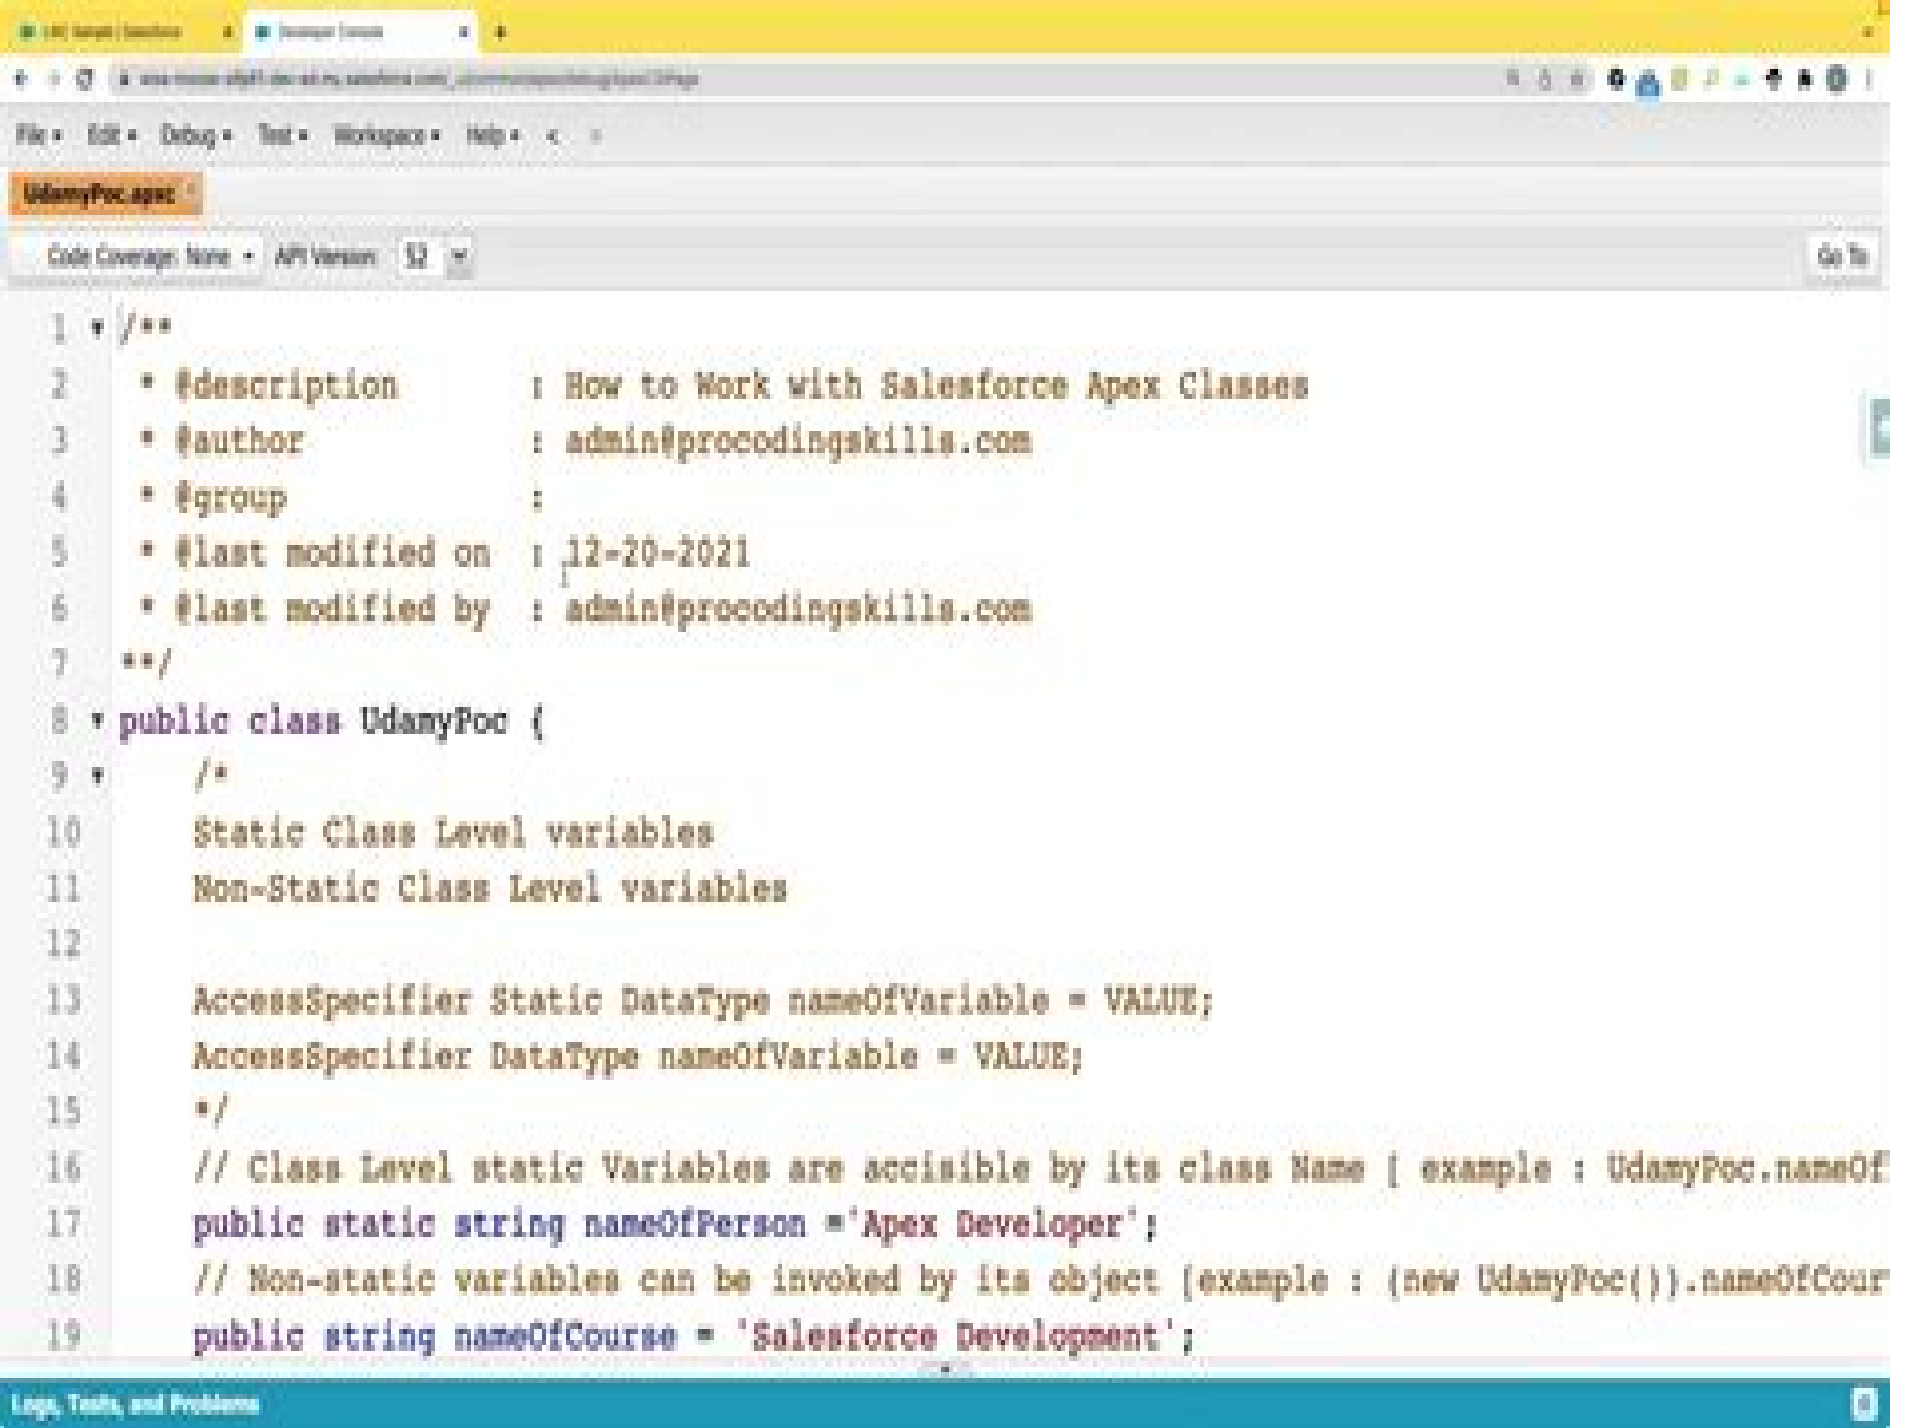 Developer Console
File Edit Debug Test Workspace Help < >
UdamyPoc.apxc
Code Coverage: None API Version: 52 Go To
1 /**
2 * @description : How to Work with Salesforce Apex Classes
3 * @author : admin@procodingskills.com
4 * @group :
5 * @last modified on : 12-20-2021
6 * @last modified by : admin@procodingskills.com
7 **/
8 public class UdamyPoc {
9 /*
10 Static Class Level variables
11 Non-Static Class Level variables
12
13 AccessSpecifier Static DataType nameOfVariable = VALUE;
14 AccessSpecifier DataType nameOfVariable = VALUE;
15 */
16 // Class Level static Variables are accisible by its class Name [ example : UdamyPoc.nameOf
17 public static string nameOfPerson ='Apex Developer';
18 // Non-static variables can be invoked by its object [example : (new UdamyPoc()).nameOfCour
19 public string nameOfCourse = 'Salesforce Development';
Logs, Tests, and Problems